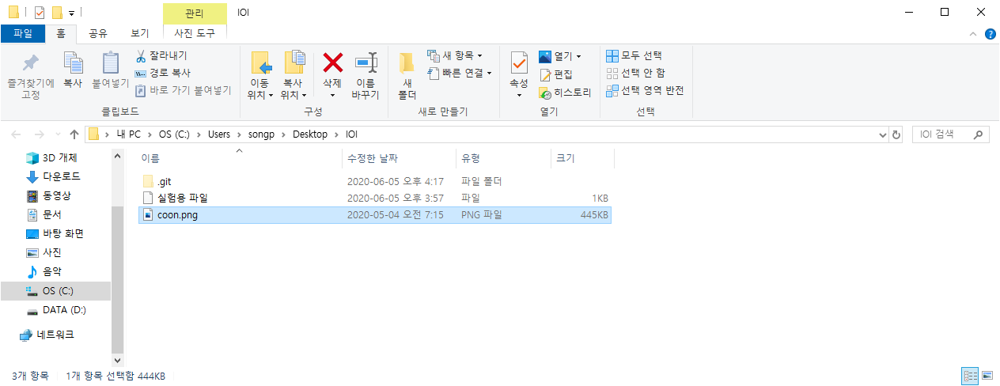 관리
IOI
파일
홈
공유
보기
사진 도구
즐겨찾기에 고정
복사
붙여넣기
잘라내기
경로 복사
바로 가기 붙여넣기
이동 위치
복사 위치
삭제
이름 바꾸기
새 폴더
새 항목
빠른 연결
속성
열기
편집
히스토리
모두 선택
선택 안 함
선택 영역 반전
클립보드
구성
새로 만들기
열기
선택
내 PC > OS (C:) > Users > songp > Desktop > IOI
IOI 검색
3D 개체
다운로드
동영상
문서
바탕 화면
사진
음악
OS (C:)
DATA (D:)
네트워크
이름 수정한 날짜 유형 크기
.git 2020-06-05 오후 4:17 파일 폴더
실험용 파일 2020-06-05 오후 3:57 파일 1KB
coon.png 2020-05-04 오전 7:15 PNG 파일 445KB
3개 항목 1개 항목 선택함 444KB